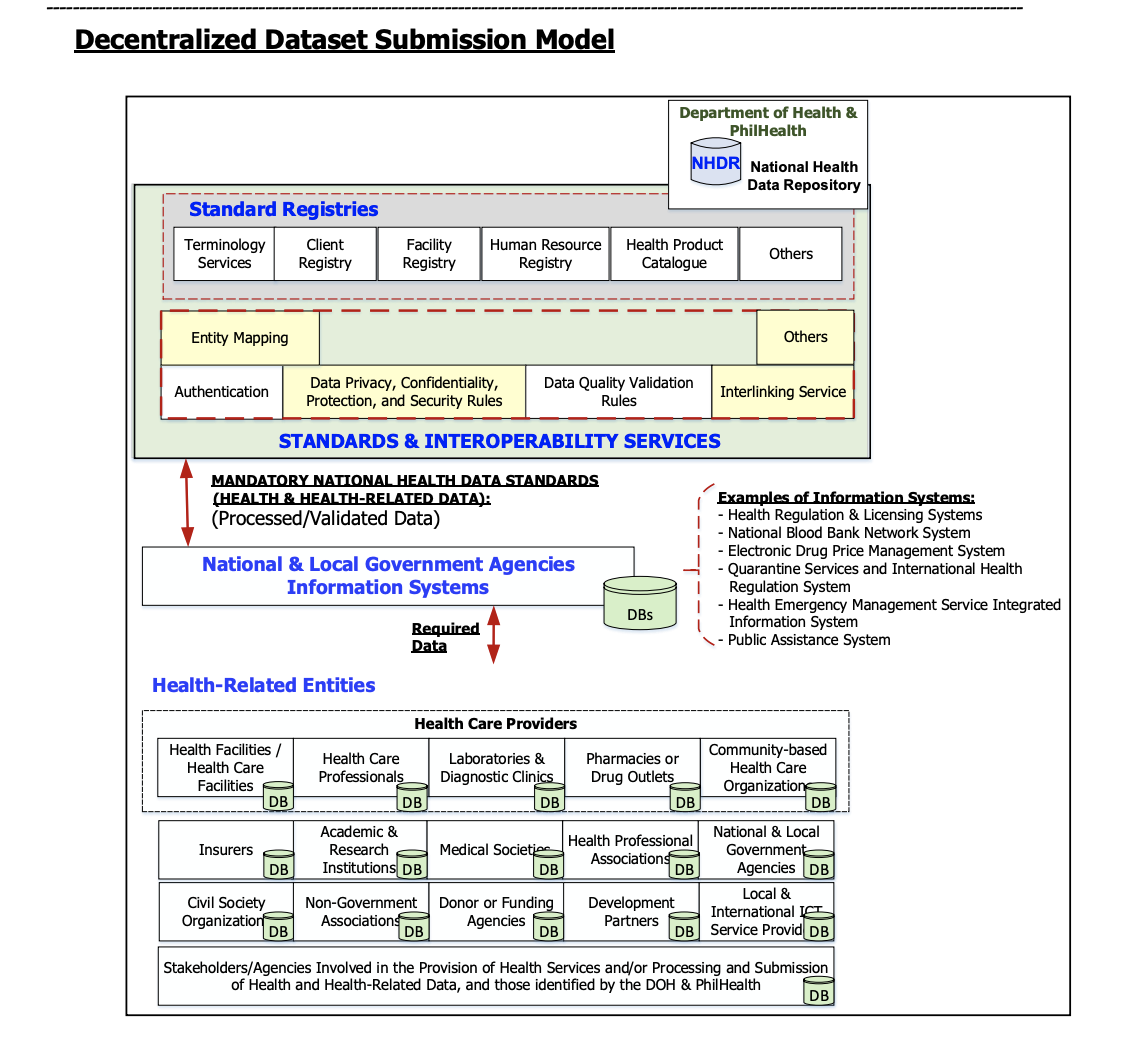 Decentralized Dataset Submission Model
Department of Health &
PhilHealth
NHDR
National Health
Data Repository
Standard Registries
Terminology
Services
Client
Registry
Facility
Registry
Human Resource
Registry
Health Product
Catalogue
Others
Entity Mapping
Others
Authentication
Data Privacy, Confidentiality,
Protection, and Security Rules
Data Quality Validation
Rules
Interlinking Service
STANDARDS & INTEROPERABILITY SERVICES
MANDATORY NATIONAL HEALTH DATA STANDARDS
(HEALTH & HEALTH-RELATED DATA):
(Processed/Validated Data)
Examples of Information Systems:
- Health Regulation & Licensing Systems
- National Blood Bank Network System
- Electronic Drug Price Management System
- Quarantine Services and International Health
Regulation System
- Health Emergency Management Service Integrated
Information System
- Public Assistance System
National & Local Government Agencies
Information Systems
DBs
Required
Data
Health-Related Entities
Health Care Providers
Health Facilities /
Health Care
Facilities
DB
Health Care
Professionals
DB
Laboratories &
Diagnostic Clinics
DB
Pharmacies or
Drug Outlets
DB
Community-based
Health Care
Organization
DB
Insurers
DB
Academic &
Research
Institutions
DB
Medical Societies
DB
Health Professional
Associations
DB
National & Local
Government
Agencies
DB
Civil Society
Organization
DB
Non-Government
Associations
DB
Donor or Funding
Agencies
DB
Development
Partners
DB
Local &
International ICT
Service Provid
DB
Stakeholders/Agencies Involved in the Provision of Health Services and/or Processing and Submission
of Health and Health-Related Data, and those identified by the DOH & PhilHealth
DB